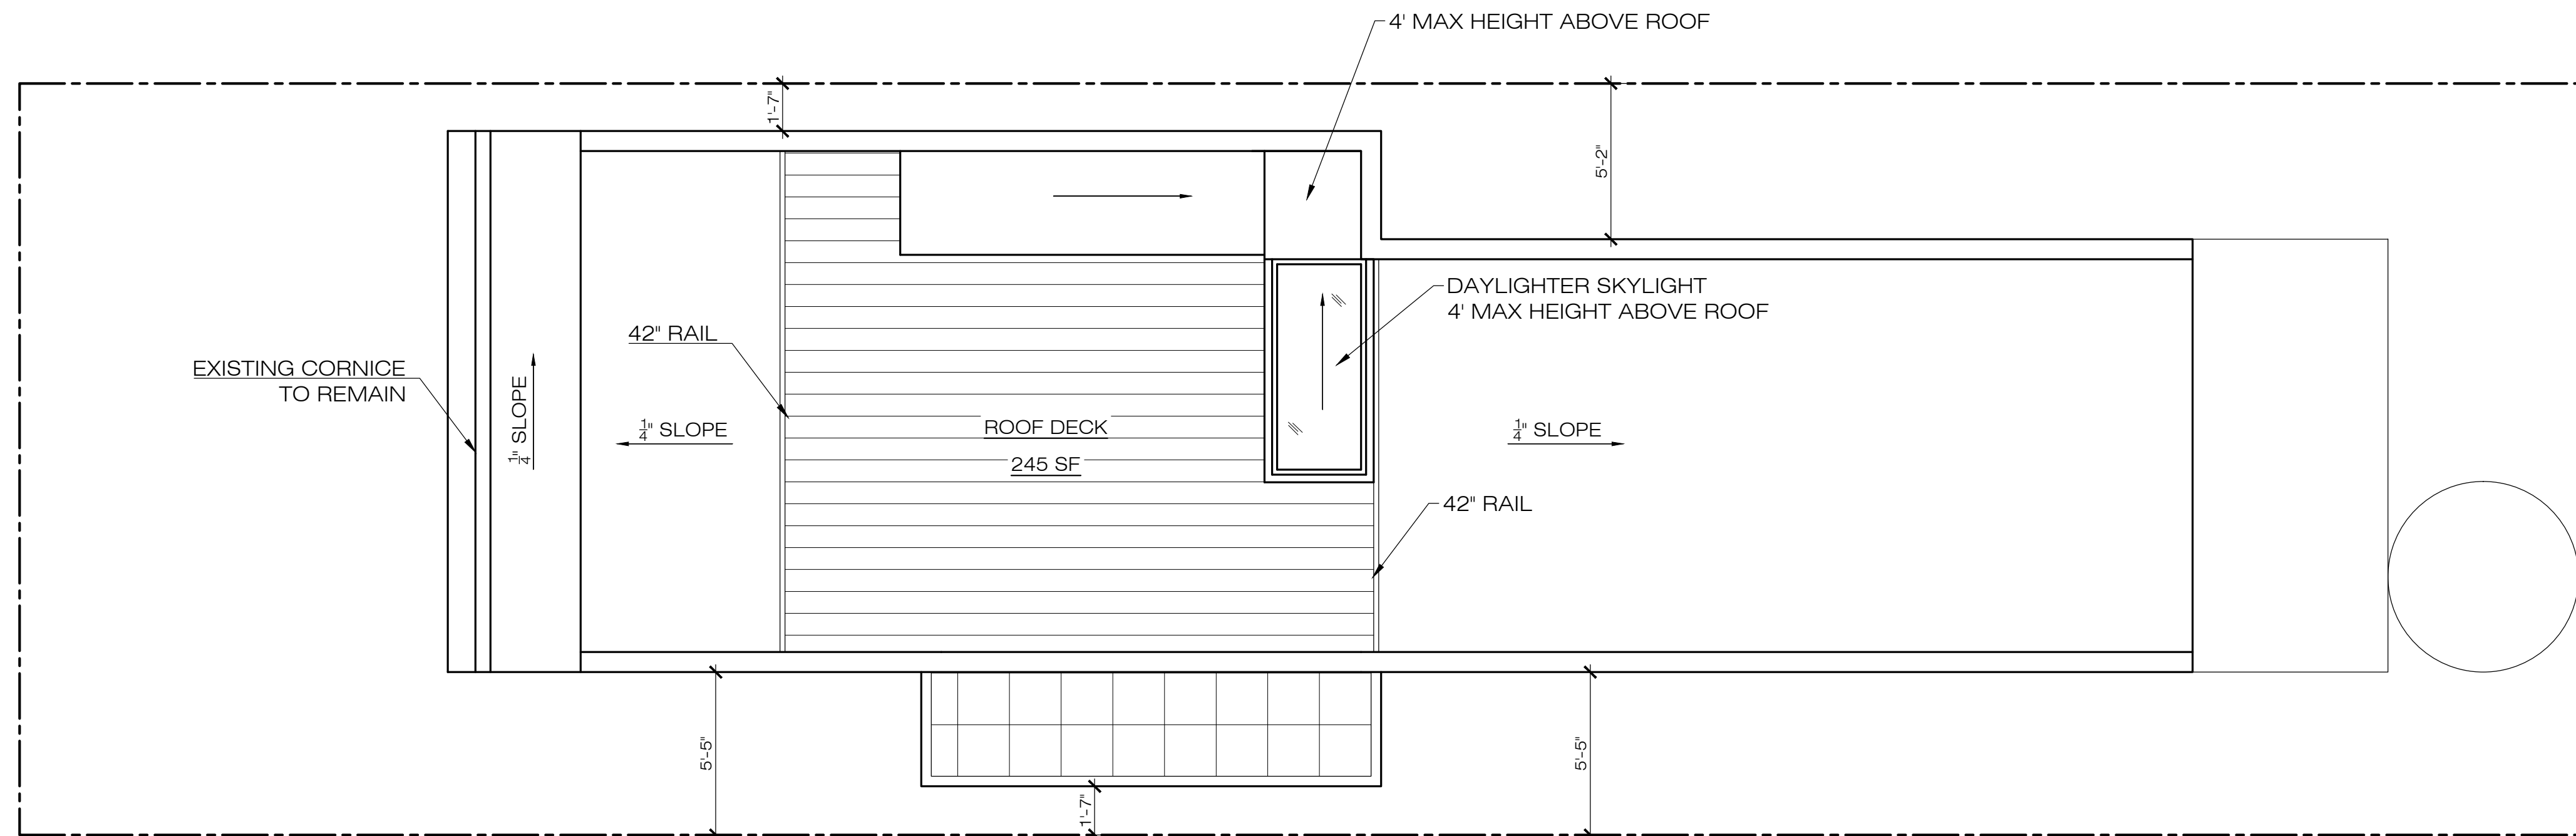 4' MAX HEIGHT ABOVE ROOF
1'-7"
5'-2"
DAYLIGHTER SKYLIGHT
4' MAX HEIGHT ABOVE ROOF
42" RAIL
EXISTING CORNICE
TO REMAIN
1/4" SLOPE
1/4" SLOPE
ROOF DECK
245 SF
1/4" SLOPE
42" RAIL
5'-5"
1'-7"
5'-5"